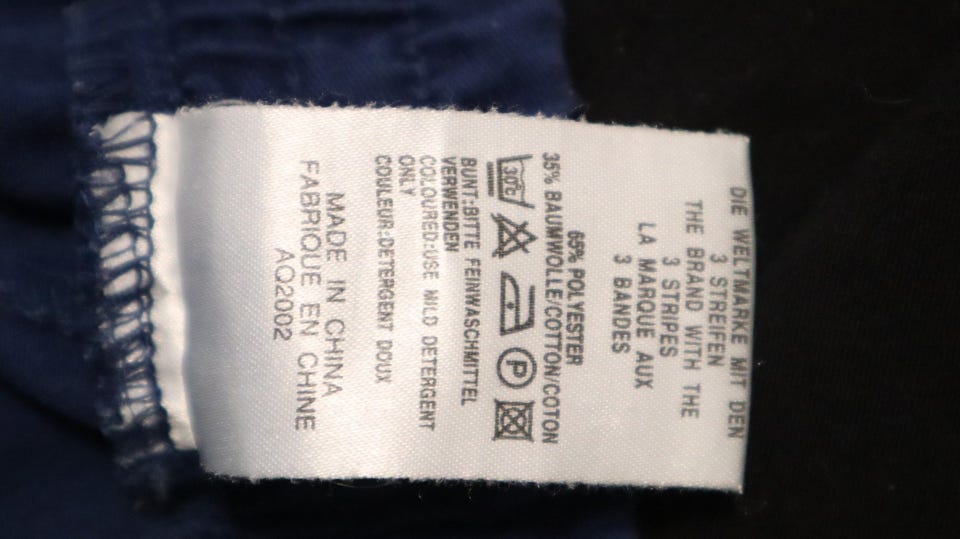 DIE WELTMARKE MIT DEN
3 STREIFEN
THE BRAND WITH THE
3 STRIPES
LA MARQUE AUX
3 BANDES
65% POLYESTER
35% BAUMWOLLE/COTTON/COTON
30°C P
BUNT:BITTE FEINWASCHMITTEL
VERWENDEN
COLOURED:USE MILD DETERGENT
ONLY
COULEUR:DETERGENT DOUX
MADE IN CHINA
FABRIQUE EN CHINE
AQ2002